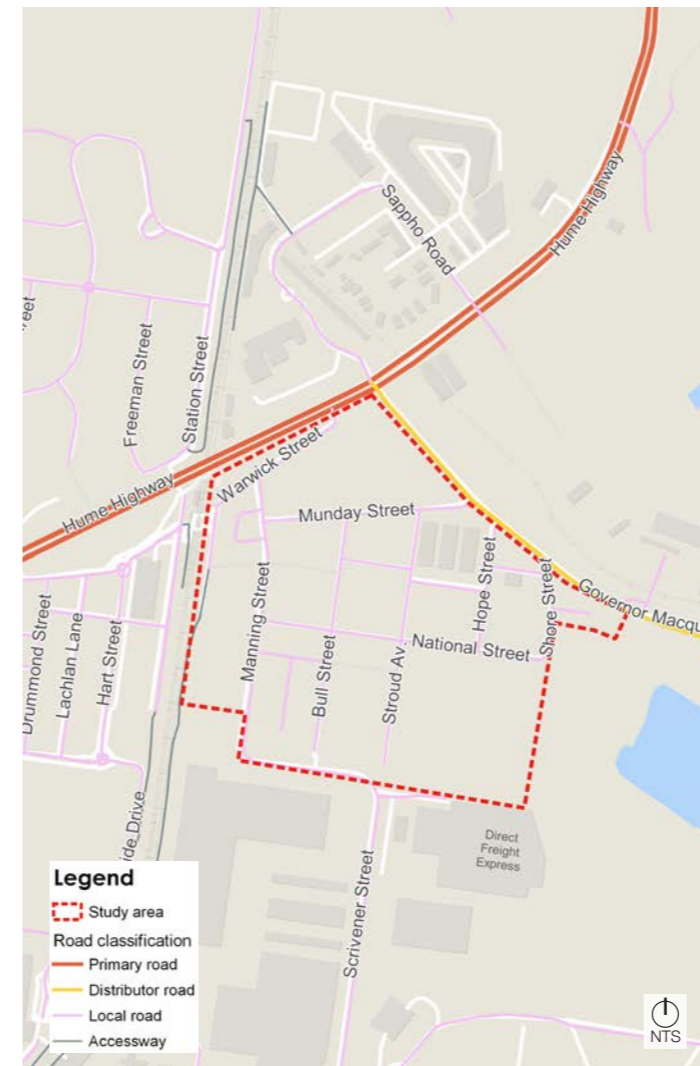 Sappho Road
Hume Highway
Freeman Street
Station Street
Hume Highway
Warwick Street
Munday Street
Manning Street
Hope Street
Shore Street
Governor Macqu
Drummond Street
Lachlan Lane
Hart Street
Bull Street
Stroud Av.
National Street
ide Drive
Direct
Freight
Express
Scrivener Street
Legend
Study area
Road classification
Primary road
Distributor road
Local road
Accessway
NTS